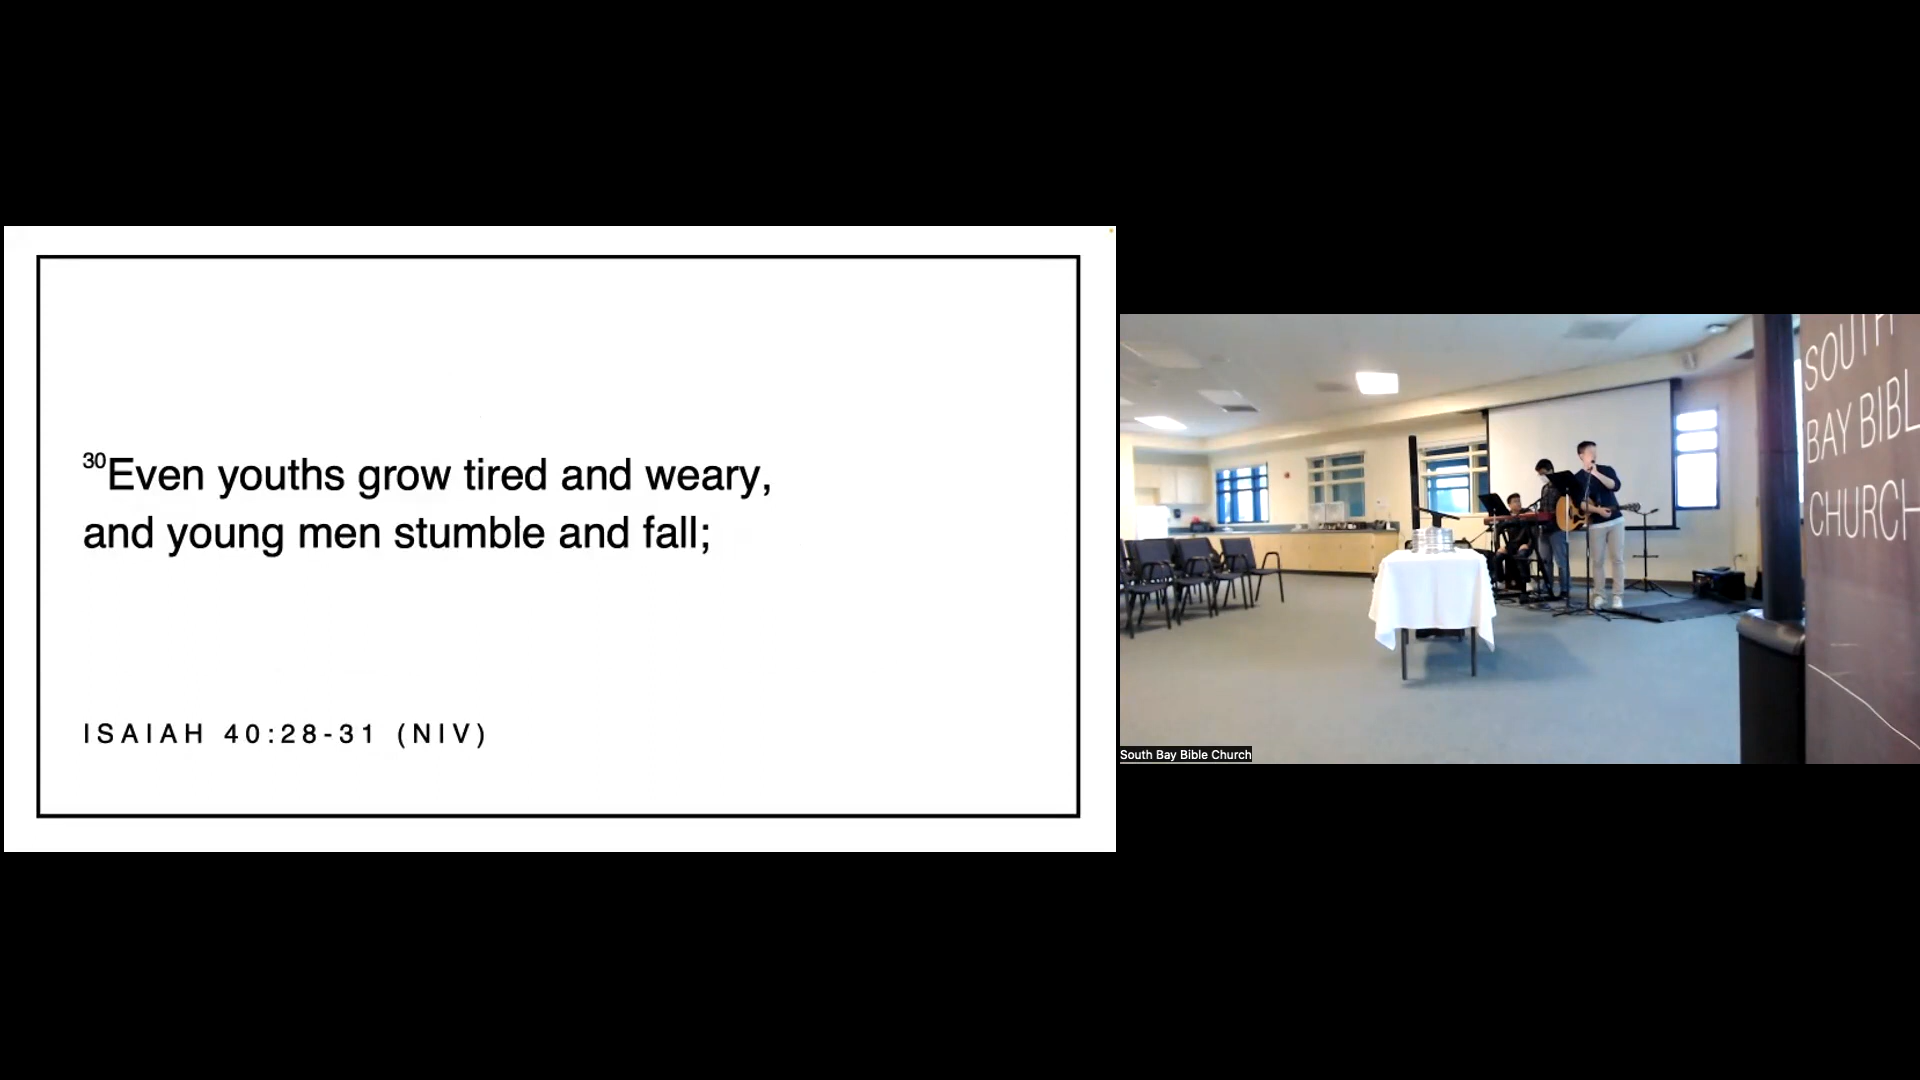 30Even youths grow tired and weary,
and young men stumble and fall;
ISAIAH 40:28-31 (NIV)
SOUTH
BAY BIBL
CHURCH
South Bay Bible Church